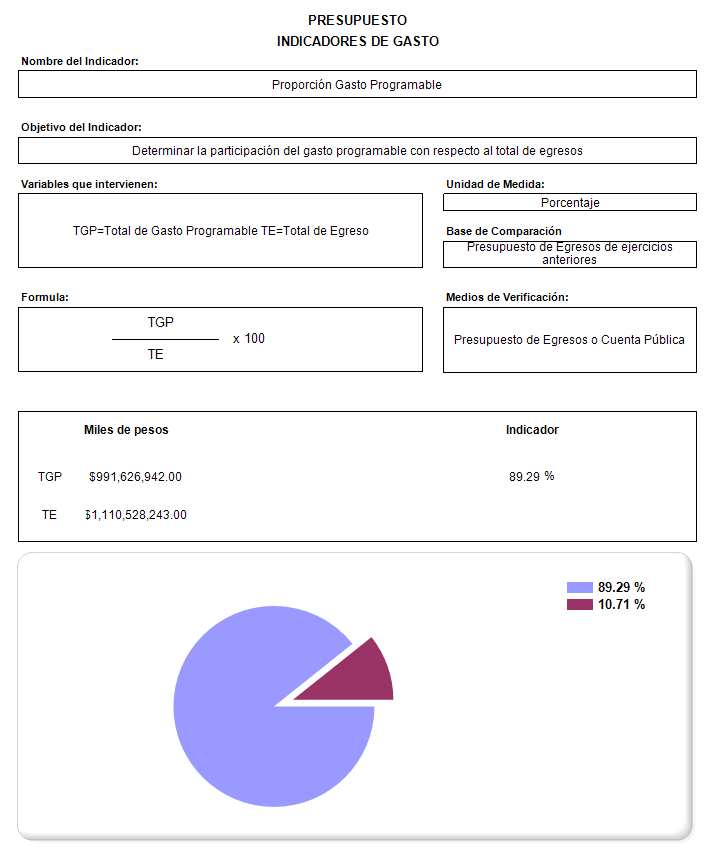 PRESUPUESTO
INDICADORES DE GASTO
Nombre del Indicador:
Proporción Gasto Programable
Objetivo del Indicador:
Determinar la participación del gasto programable con respecto al total de egresos
Variables que intervienen:
TGP=Total de Gasto Programable TE=Total de Egreso
Unidad de Medida:
Porcentaje
Base de Comparación
Presupuesto de Egresos de ejercicios
anteriores
Formula:
TGP
x 100
TE
Medios de Verificación:
Presupuesto de Egresos o Cuenta Pública
Miles de pesos Indicador
TGP $991,626,942.00 89.29 %
TE $1,110,528,243.00
89.29 %
10.71 %